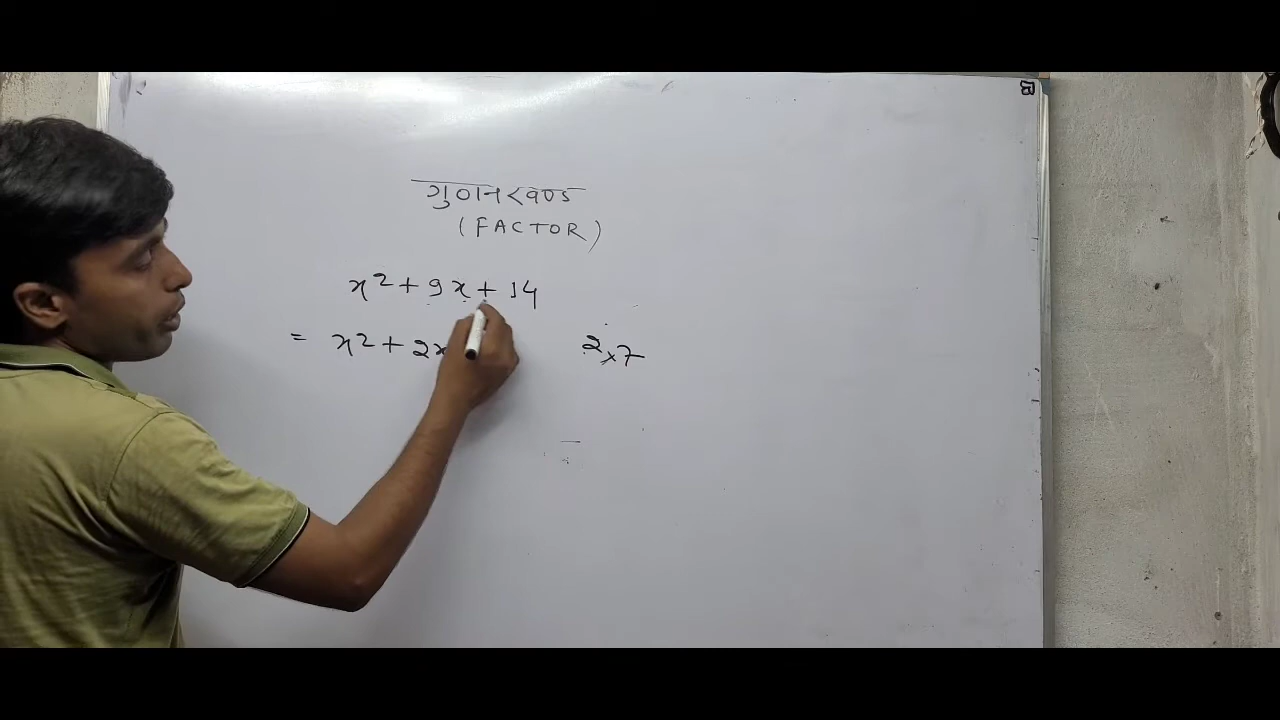 गुणनखण्ड
(FACTOR)
x² + 9x + 14
= x² + 2x
2×7